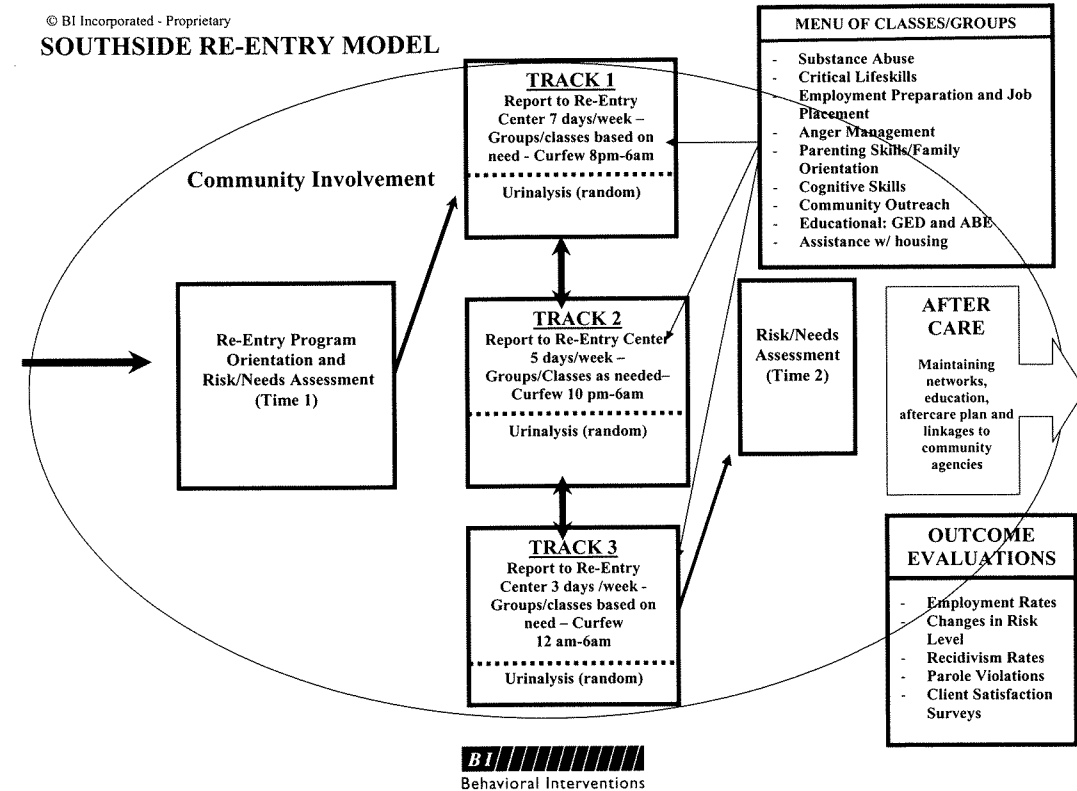 © BI Incorporated - Proprietary
SOUTHSIDE RE-ENTRY MODEL
Community Involvement
Re-Entry Program
Orientation and
Risk/Needs Assessment
(Time 1)
TRACK 1
Report to Re-Entry
Center 7 days/week –
Groups/classes based on
need - Curfew 8pm-6am
Urinalysis (random)
TRACK 2
Report to Re-Entry Center
5 days/week –
Groups/Classes as needed–
Curfew 10 pm-6am
Urinalysis (random)
TRACK 3
Report to Re-Entry
Center 3 days /week -
Groups/classes based on
need – Curfew
12 am-6am
Urinalysis (random)
MENU OF CLASSES/GROUPS
- Substance Abuse
- Critical Lifeskills
- Employment Preparation and Job
Placement
- Anger Management
- Parenting Skills/Family
Orientation
- Cognitive Skills
- Community Outreach
- Educational: GED and ABE
- Assistance w/ housing
Risk/Needs
Assessment
(Time 2)
AFTER
CARE
Maintaining
networks,
education,
aftercare plan and
linkages to
community
agencies
OUTCOME
EVALUATIONS
- Employment Rates
- Changes in Risk
Level
- Recidivism Rates
- Parole Violations
- Client Satisfaction
Surveys
BI
Behavioral Interventions